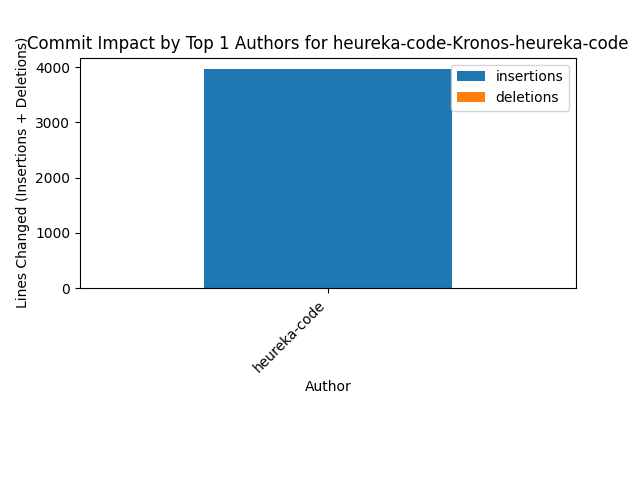 Commit Impact by Top 1 Authors for heureka-code-Kronos-heureka-code
Lines Changed (Insertions + Deletions)
4000
3000
2000
1000
0
insertions
deletions
heureka-code
Author